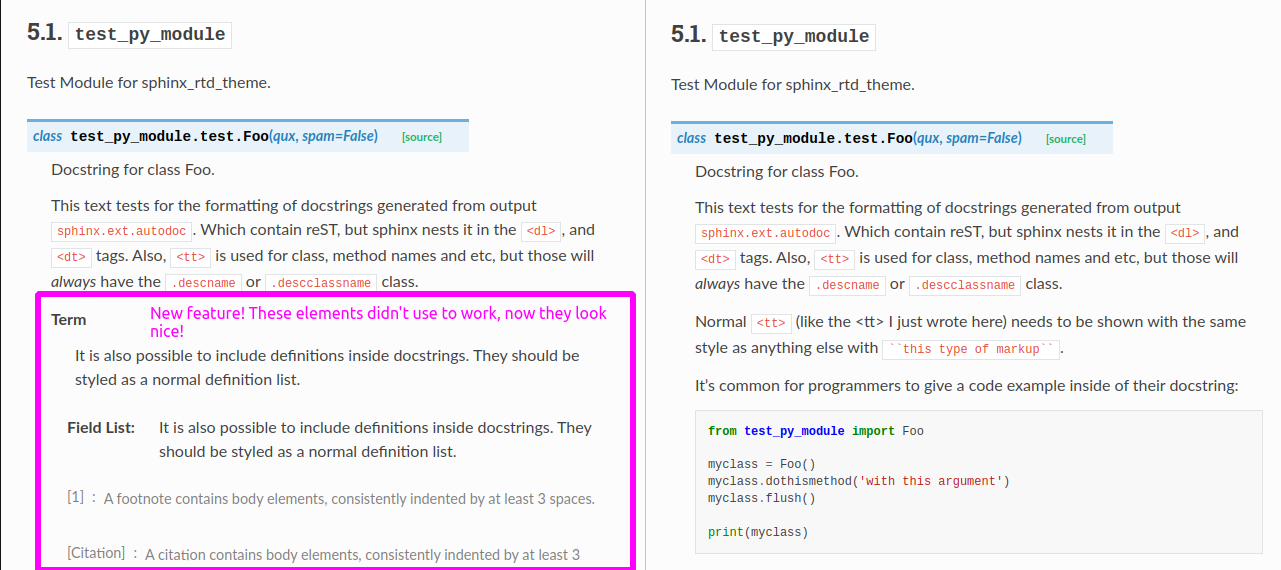 5.1. test_py_module
Test Module for sphinx_rtd_theme.
class test_py_module.test.Foo(qux, spam=False) [source]
Docstring for class Foo.
This text tests for the formatting of docstrings generated from output
sphinx.ext.autodoc. Which contain reST, but sphinx nests it in the <dl>, and
<dt> tags. Also, <tt> is used for class, method names and etc, but those will
always have the .descname or .descclassname class.
Term
New feature! These elements didn't use to work, now they look
nice!
It is also possible to include definitions inside docstrings. They should be
styled as a normal definition list.
Field List: It is also possible to include definitions inside docstrings. They
should be styled as a normal definition list.
[1] : A footnote contains body elements, consistently indented by at least 3 spaces.
[Citation] : A citation contains body elements, consistently indented by at least 3
5.1. test_py_module
Test Module for sphinx_rtd_theme.
class test_py_module.test.Foo(qux, spam=False) [source]
Docstring for class Foo.
This text tests for the formatting of docstrings generated from output
sphinx.ext.autodoc. Which contain reST, but sphinx nests it in the <dl>, and
<dt> tags. Also, <tt> is used for class, method names and etc, but those will
always have the .descname or .descclassname class.
Normal <tt> (like the <tt> I just wrote here) needs to be shown with the same
style as anything else with ``this type of markup``.
It's common for programmers to give a code example inside of their docstring:
from test_py_module import Foo
myclass = Foo()
myclass.dothismethod('with this argument')
myclass.flush()
print(myclass)